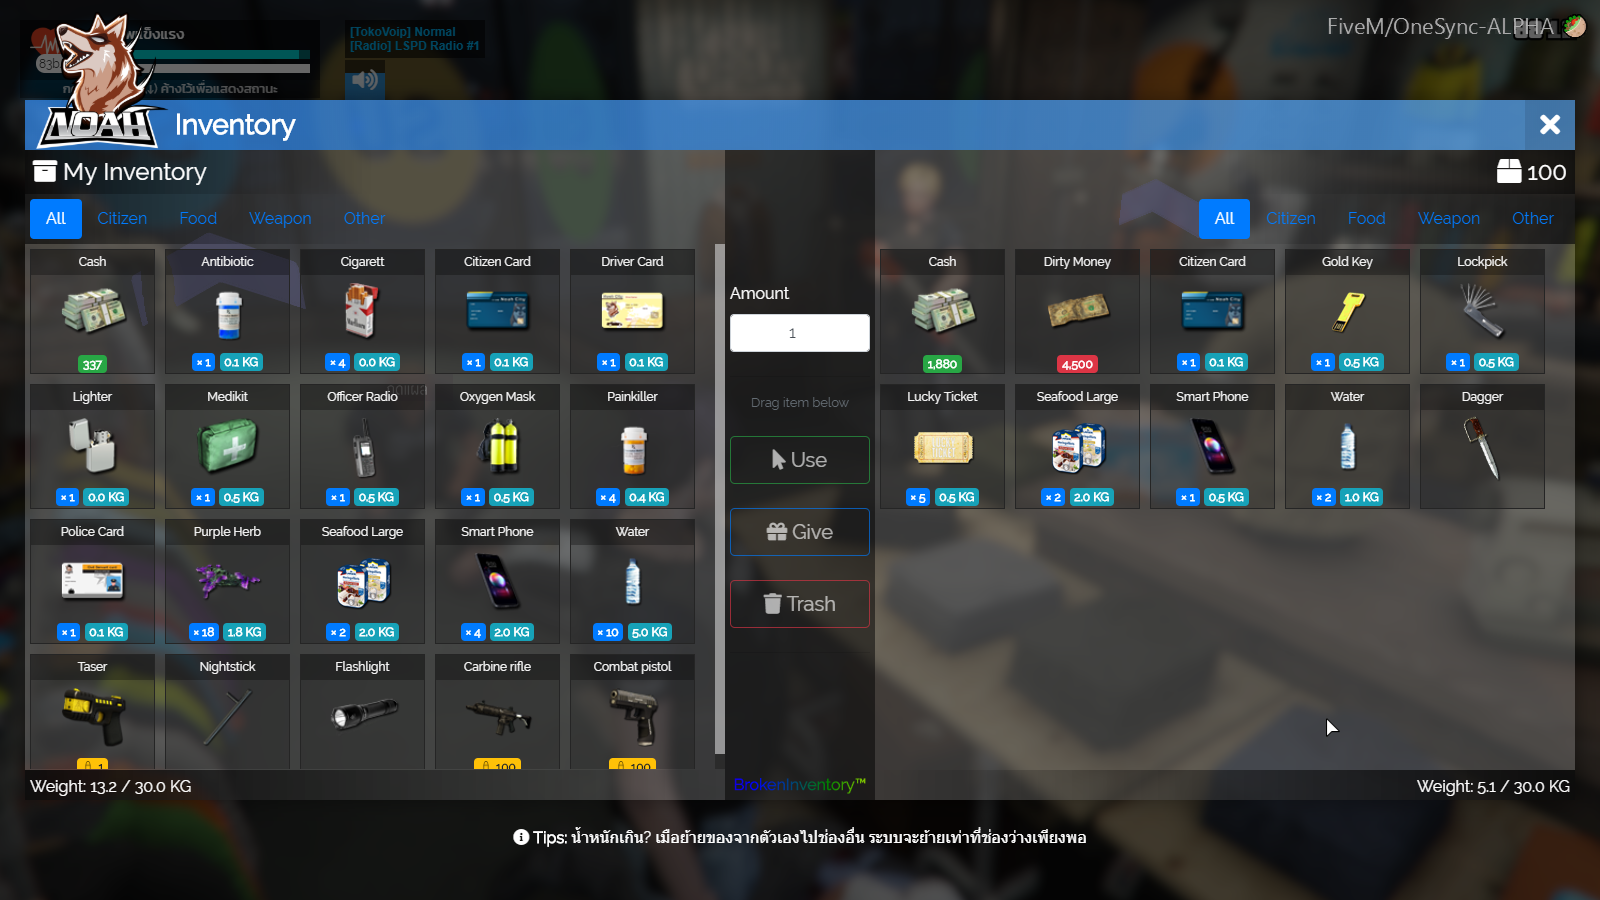 FiveM/OneSync-ALPHA
[TokoVoip] Normal
[Radio] LSPD Radio #1
NOAH
Inventory
My Inventory
100
All Citizen Food Weapon Other
All Citizen Food Weapon Other
Cash Antibiotic Cigarett Citizen Card Driver Card
337 ×1 0.1 KG ×4 0.0 KG ×1 0.1 KG ×1 0.1 KG
Lighter Medikit Officer Radio Oxygen Mask Painkiller
×1 0.0 KG ×1 0.5 KG ×1 0.5 KG ×1 0.5 KG ×4 0.4 KG
Police Card Purple Herb Seafood Large Smart Phone Water
×1 0.1 KG ×18 1.8 KG ×2 2.0 KG ×4 2.0 KG ×10 5.0 KG
Taser Nightstick Flashlight Carbine rifle Combat pistol
1 100 100
Weight: 13.2 / 30.0 KG
Amount
1
Drag item below
Use
Give
Trash
BrokenInventory™
Cash Dirty Money Citizen Card Gold Key Lockpick
1,880 4,500 ×1 0.1 KG ×1 0.5 KG ×1 0.5 KG
Lucky Ticket Seafood Large Smart Phone Water Dagger
×5 0.5 KG ×2 2.0 KG ×1 0.5 KG ×2 1.0 KG
Weight: 5.1 / 30.0 KG
Tips: น้ำหนักเกิน? เมื่อย้ายของจากตัวเองไปช่องอื่น ระบบจะย้ายเท่าที่ช่องว่างเพียงพอ